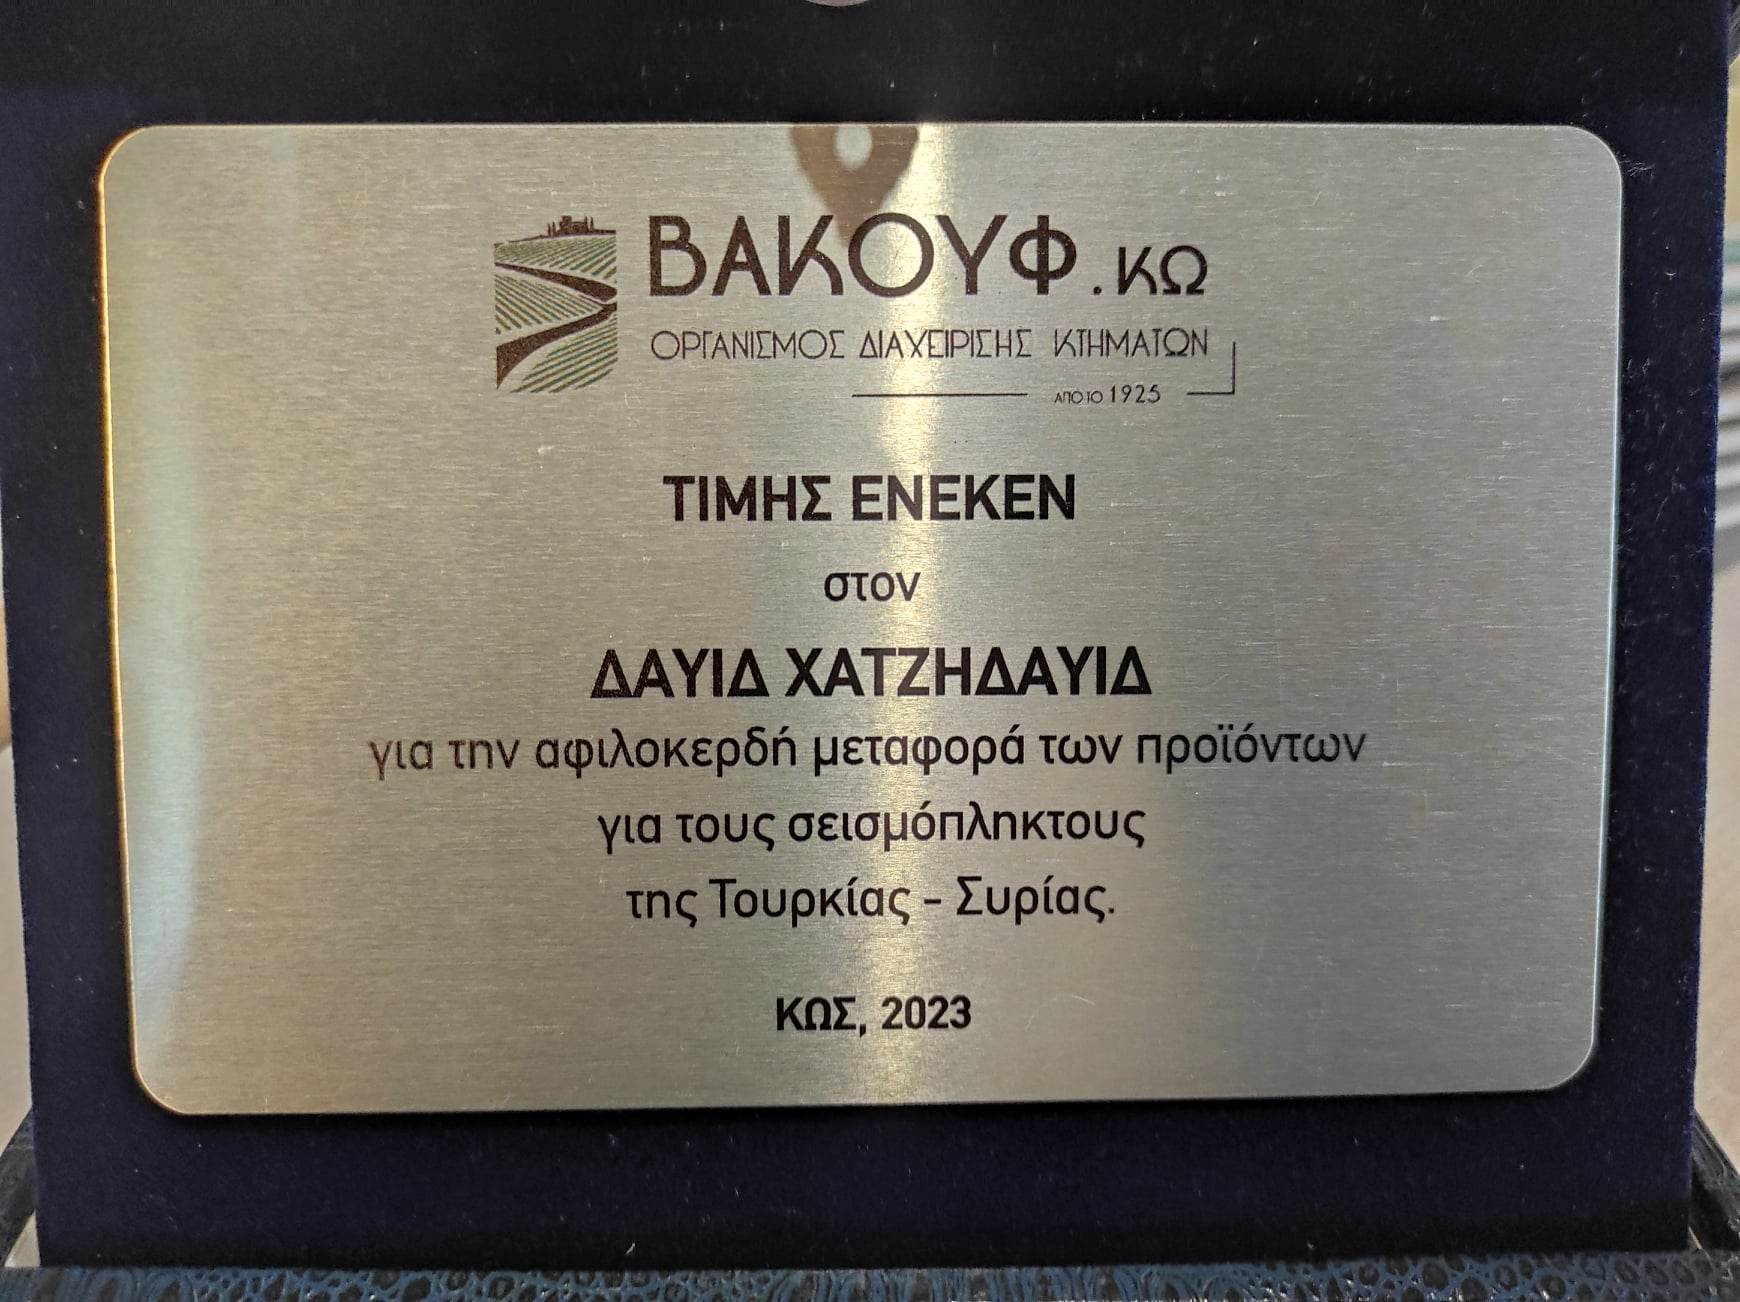 ΒΑΚΟΥΦ.ΚΩ
ΟΡΓΑΝΙΣΜΟΣ ΔΙΑΧΕΙΡΙΣΗΣ ΚΤΗΜΑΤΩΝ
ΑΠΟ ΤΟ 1925
ΤΙΜΗΣ ΕΝΕΚΕΝ
στον
ΔΑΥΙΔ ΧΑΤΖΗΔΑΥΙΔ
για την αφιλοκερδή μεταφορά των προϊόντων
για τους σεισμόπληκτους
της Τουρκίας - Συρίας.
ΚΩΣ, 2023